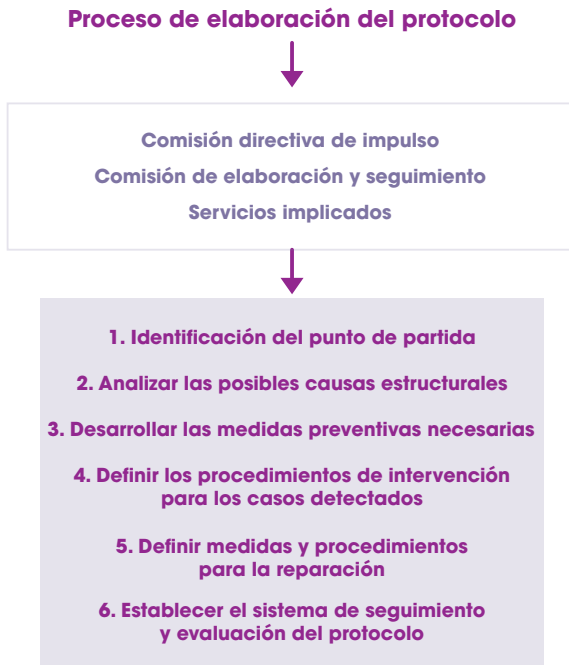 Proceso de elaboración del protocolo
Comisión directiva de impulso
Comisión de elaboración y seguimiento
Servicios implicados
1. Identificación del punto de partida
2. Analizar las posibles causas estructurales
3. Desarrollar las medidas preventivas necesarias
4. Definir los procedimientos de intervención
para los casos detectados
5. Definir medidas y procedimientos
para la reparación
6. Establecer el sistema de seguimiento
y evaluación del protocolo